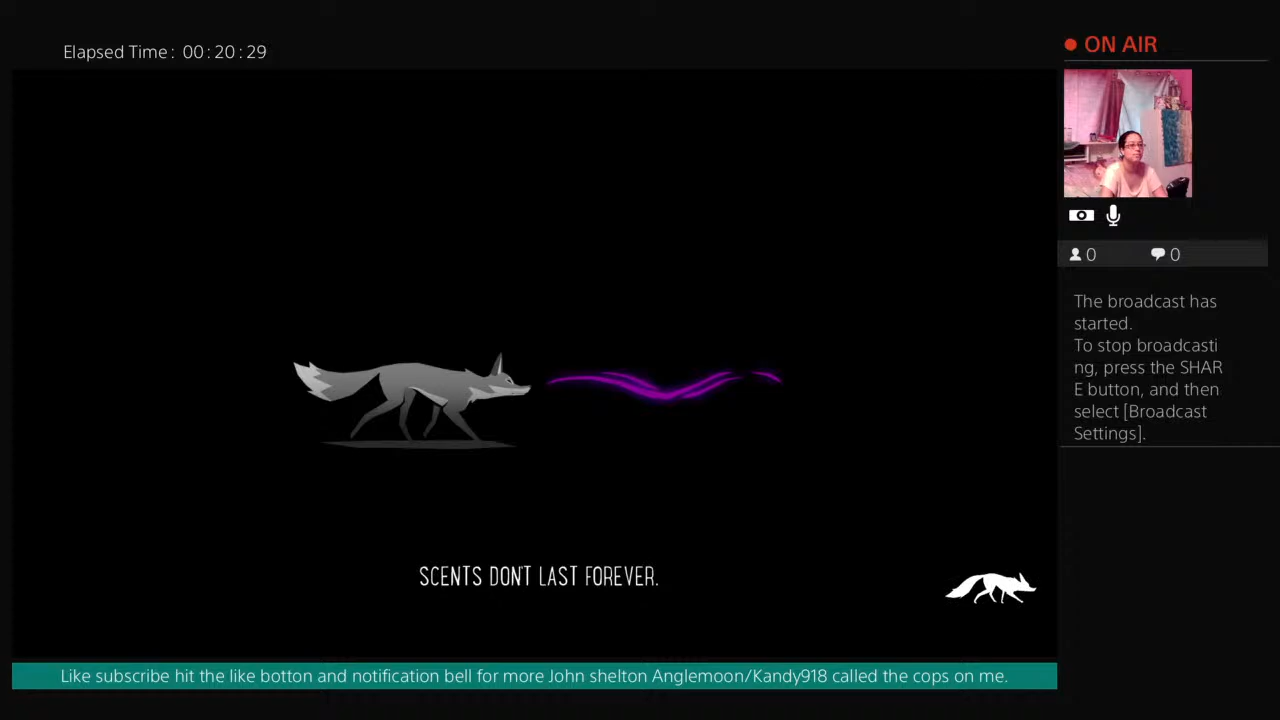 Elapsed Time: 00:20:29
ON AIR
0 0
The broadcast has
started.
To stop broadcasti
ng, press the SHAR
E button, and then
select [Broadcast
Settings].
SCENTS DON'T LAST FOREVER.
Like subscribe hit the like botton and notification bell for more John shelton Anglemoon/Kandy918 called the cops on me.